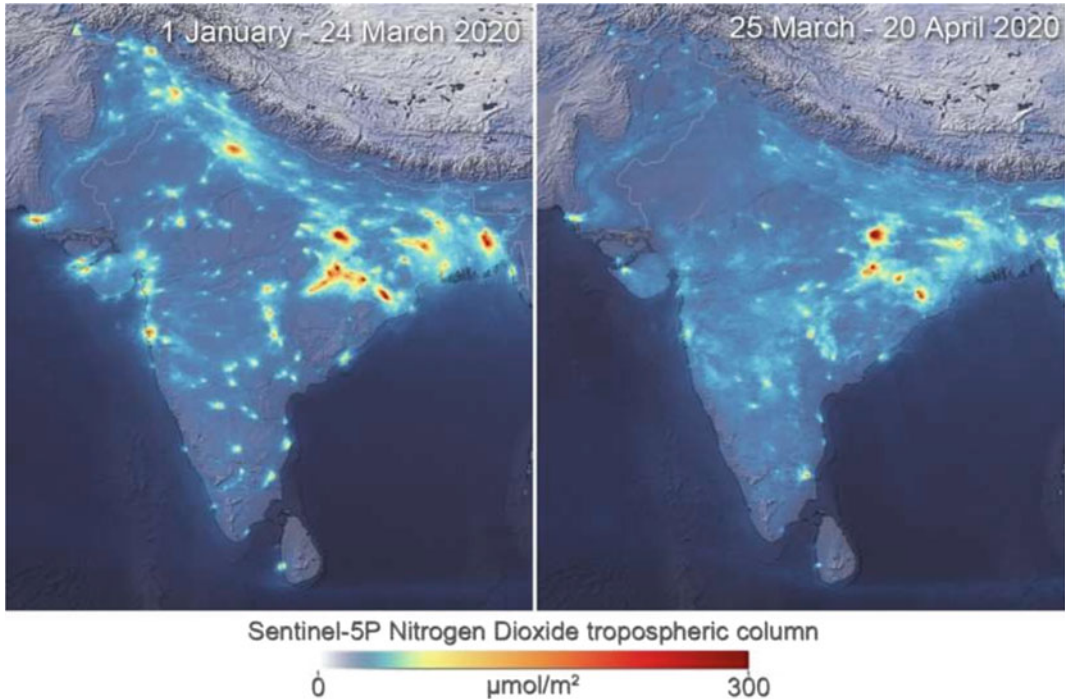 1 January - 24 March 2020
25 March - 20 April 2020
Sentinel-5P Nitrogen Dioxide tropospheric column
0 µmol/m² 300